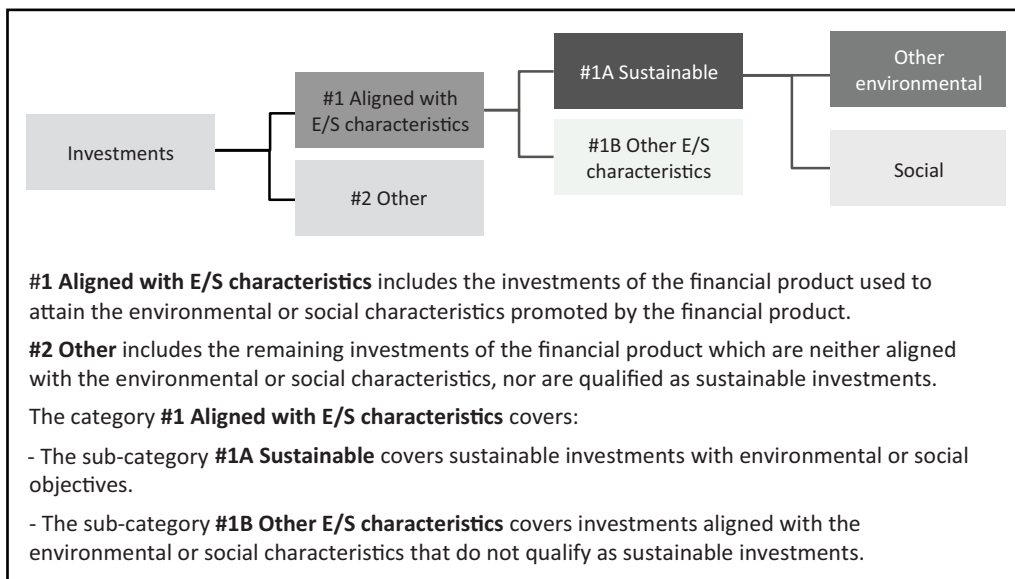 Investments
#1 Aligned with
E/S characteristics
#2 Other
#1A Sustainable
#1B Other E/S
characteristics
Other
environmental
Social
#1 Aligned with E/S characteristics includes the investments of the financial product used to
attain the environmental or social characteristics promoted by the financial product.
#2 Other includes the remaining investments of the financial product which are neither aligned
with the environmental or social characteristics, nor are qualified as sustainable investments.
The category #1 Aligned with E/S characteristics covers:
- The sub-category #1A Sustainable covers sustainable investments with environmental or social
objectives.
- The sub-category #1B Other E/S characteristics covers investments aligned with the
environmental or social characteristics that do not qualify as sustainable investments.